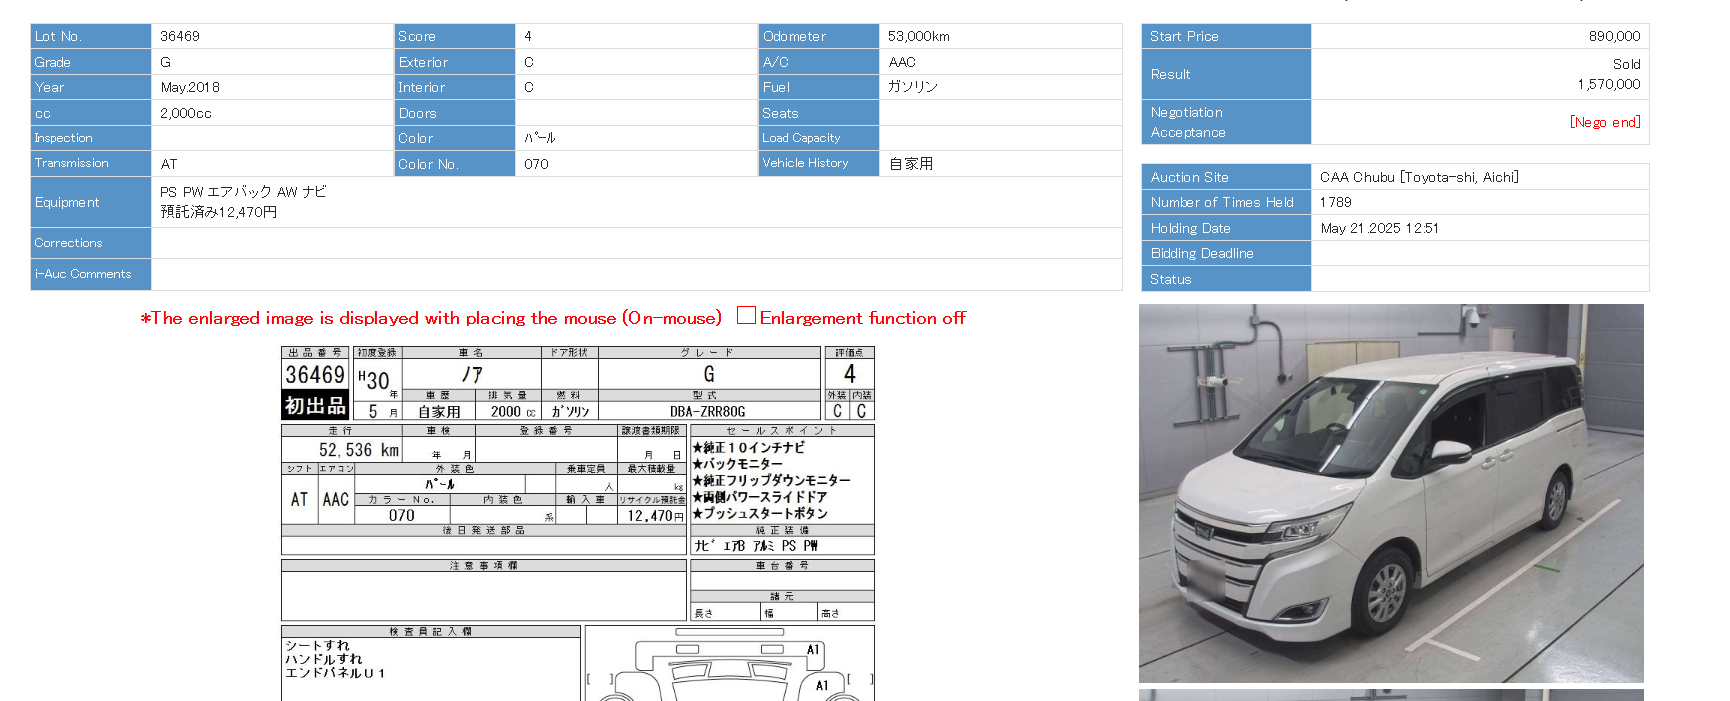 Lot No. 36469 Score 4 Odometer 53,000km
Grade G Exterior C A/C AAC
Year May.2018 Interior C Fuel ガソリン
cc 2,000cc Doors Seats
Inspection Color ﾊﾟｰﾙ Load Capacity
Transmission AT Color No. 070 Vehicle History 自家用
Equipment PS PW エアバック AW ナビ
預託済み12,470円
Corrections
i-Auc Comments
Start Price 890,000
Result Sold
1,570,000
Negotiation
Acceptance [Nego end]
Auction Site CAA Chubu [Toyota-shi, Aichi]
Number of Times Held 1789
Holding Date May 21.2025 12:51
Bidding Deadline
Status
*The enlarged image is displayed with placing the mouse (On-mouse) Enlargement function off
出品番号 初度登録 車名 ドア形状 グレード 評価点
36469 H30年 ノア G 4
車歴 排気量 燃料 型式 外装 内装
初出品 5月 自家用 2000cc ｶﾞｿﾘﾝ DBA-ZRR80G C C
走行 車検 登録番号 譲渡書類期限 セールスポイント
52,536 km 年 月 月 日
★純正１０インチナビ
★バックモニター
★純正フリップダウンモニター
★両側パワースライドドア
★プッシュスタートボタン
シフト エアコン 外装色 乗車定員 最大積載量
AT AAC ﾊﾟｰﾙ 人 kg
カラーNo. 内装色 輸入車 リサイクル預託金
070 系 12,470円
後日発送部品 純正装備
ﾅﾋﾞ ｴｱB ｱﾙﾐ PS PW
注意事項欄 車台番号
諸元
長さ 幅 高さ
検査員記入欄
シートすれ
ハンドルすれ
エンドパネルＵ１
A1
A1